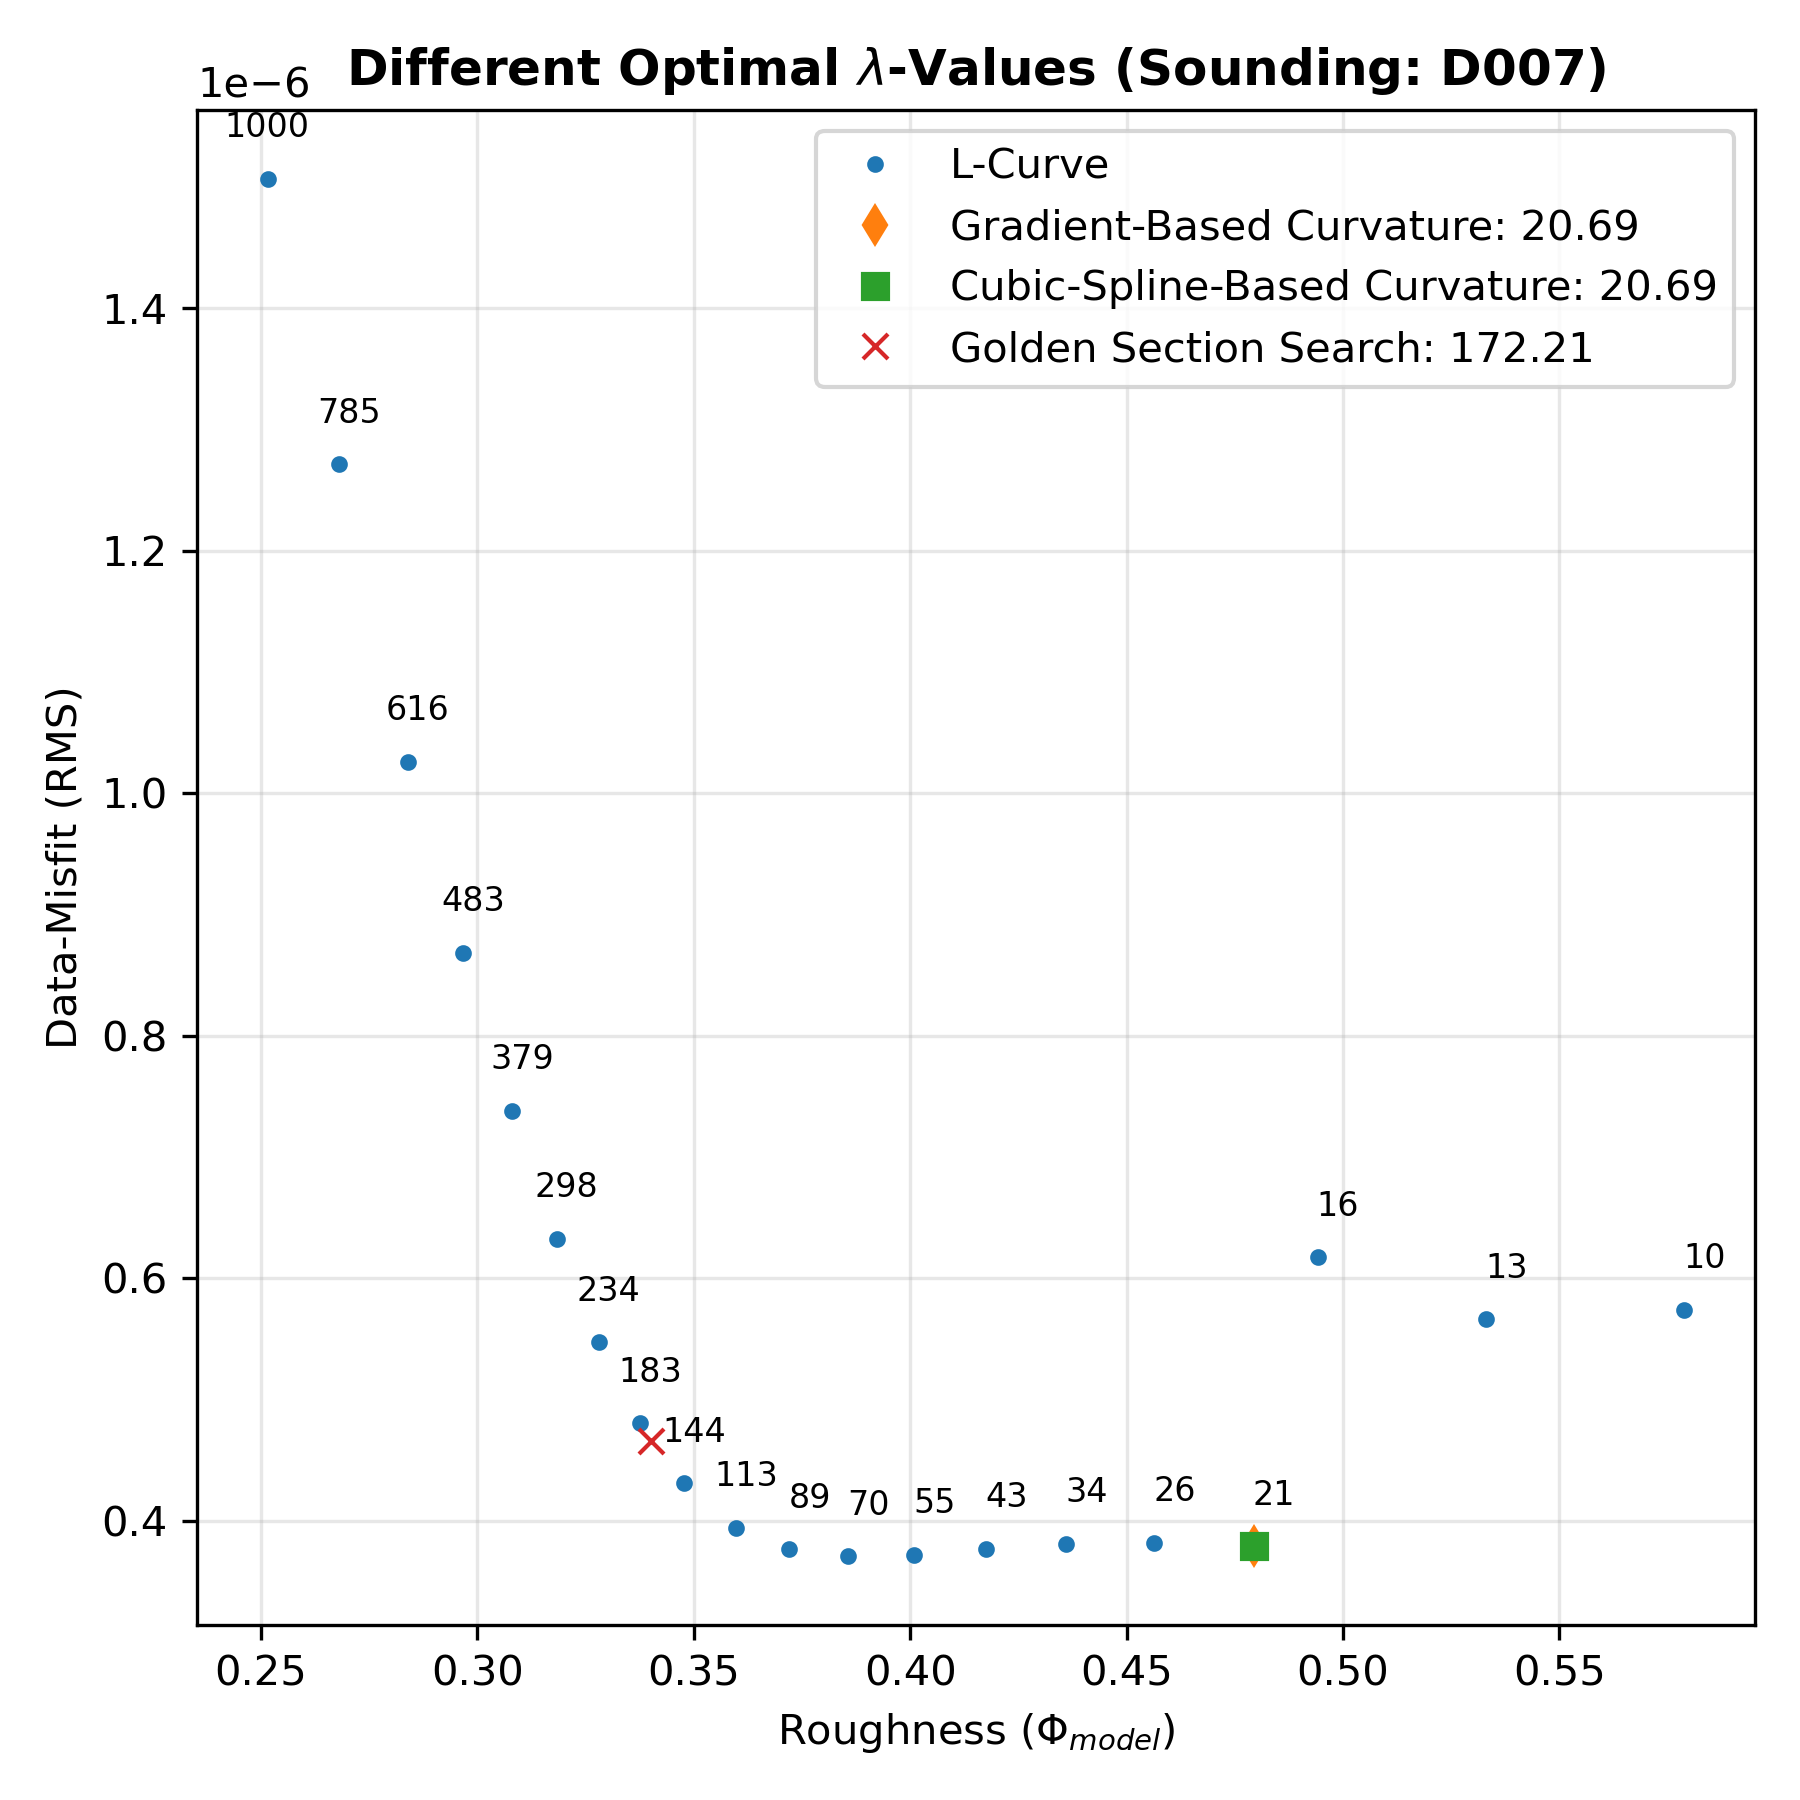 Different Optimal λ-Values (Sounding: D007)
1e−6
L-Curve
Gradient-Based Curvature: 20.69
Cubic-Spline-Based Curvature: 20.69
Golden Section Search: 172.21
1000
785
616
483
379
298
234
183
144
113
89
70
55
43
34
26
21
16
13
10
1.4
1.2
1.0
0.8
0.6
0.4
Data-Misfit (RMS)
0.25 0.30 0.35 0.40 0.45 0.50 0.55
Roughness (Φmodel)